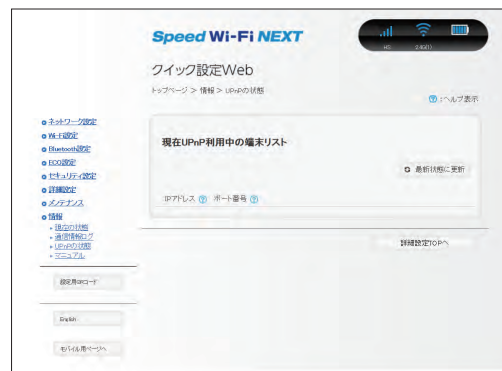 Speed Wi-Fi NEXT
HS 2.4G(1)
クイック設定Web
トップページ > 情報 > UPnPの状態
?:ヘルプ表示
ネットワーク設定
Wi-Fi設定
Bluetooth設定
ECO設定
セキュリティ設定
詳細設定
メンテナンス
情報
現在の状態
通信情報ログ
UPnPの状態
マニュアル
設定用QRコード
English
モバイル用ページへ
現在UPnP利用中の端末リスト
最新状態に更新
IPアドレス ? ポート番号 ?
詳細設定TOPへ